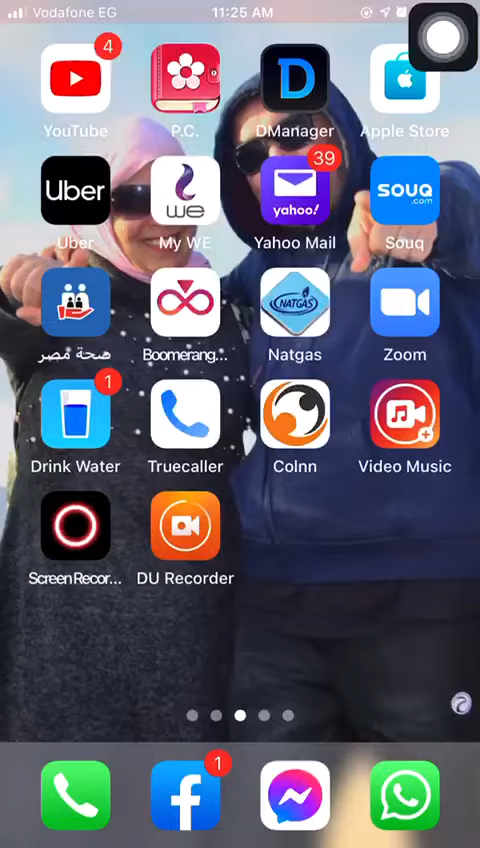 Vodafone EG 11:25 AM
4
YouTube P.C. DManager Apple Store
Uber we 39 yahoo! souq .com
Uber My WE Yahoo Mail Souq
NATGAS
صحة مصر Boomerang... Natgas Zoom
1
Drink Water Truecaller Colnn Video Music
Screen Recor... DU Recorder
1